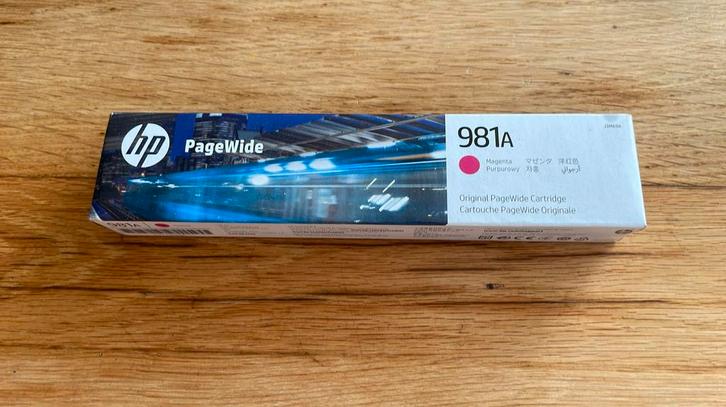 hp
PageWide
981A
Magenta マゼンタ 洋红色
Purpurowy 자홍 أرجواني
Original PageWide Cartridge
Cartouche PageWide Originale
981A